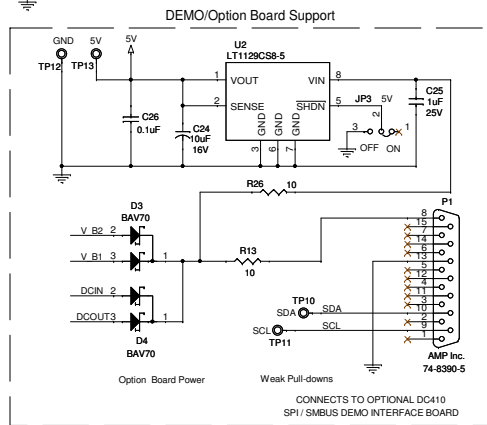 DEMO/Option Board Support
GND 5V 5V
TP12 TP13
U2
LT1129CS8-5
1 VOUT VIN 8
2 SENSE SHDN 5
GND GND GND
3 6 7
C26
0.1uF
C24
10uF
16V
C25
1uF
25V
JP3 5V
2
3 1
OFF ON
R26 10
D3
BAV70
V_B2 2
V_B1 3 1
DCIN 2
DCOUT 3 1
D4
BAV70
R13
10
P1
8
15
7
14
6
13
5
12
4
11
3
10
2
9
1
TP10
SDA SDA
SCL SCL
TP11
AMP Inc.
74-8390-5
Option Board Power
Weak Pull-downs
CONNECTS TO OPTIONAL DC410
SPI / SMBUS DEMO INTERFACE BOARD